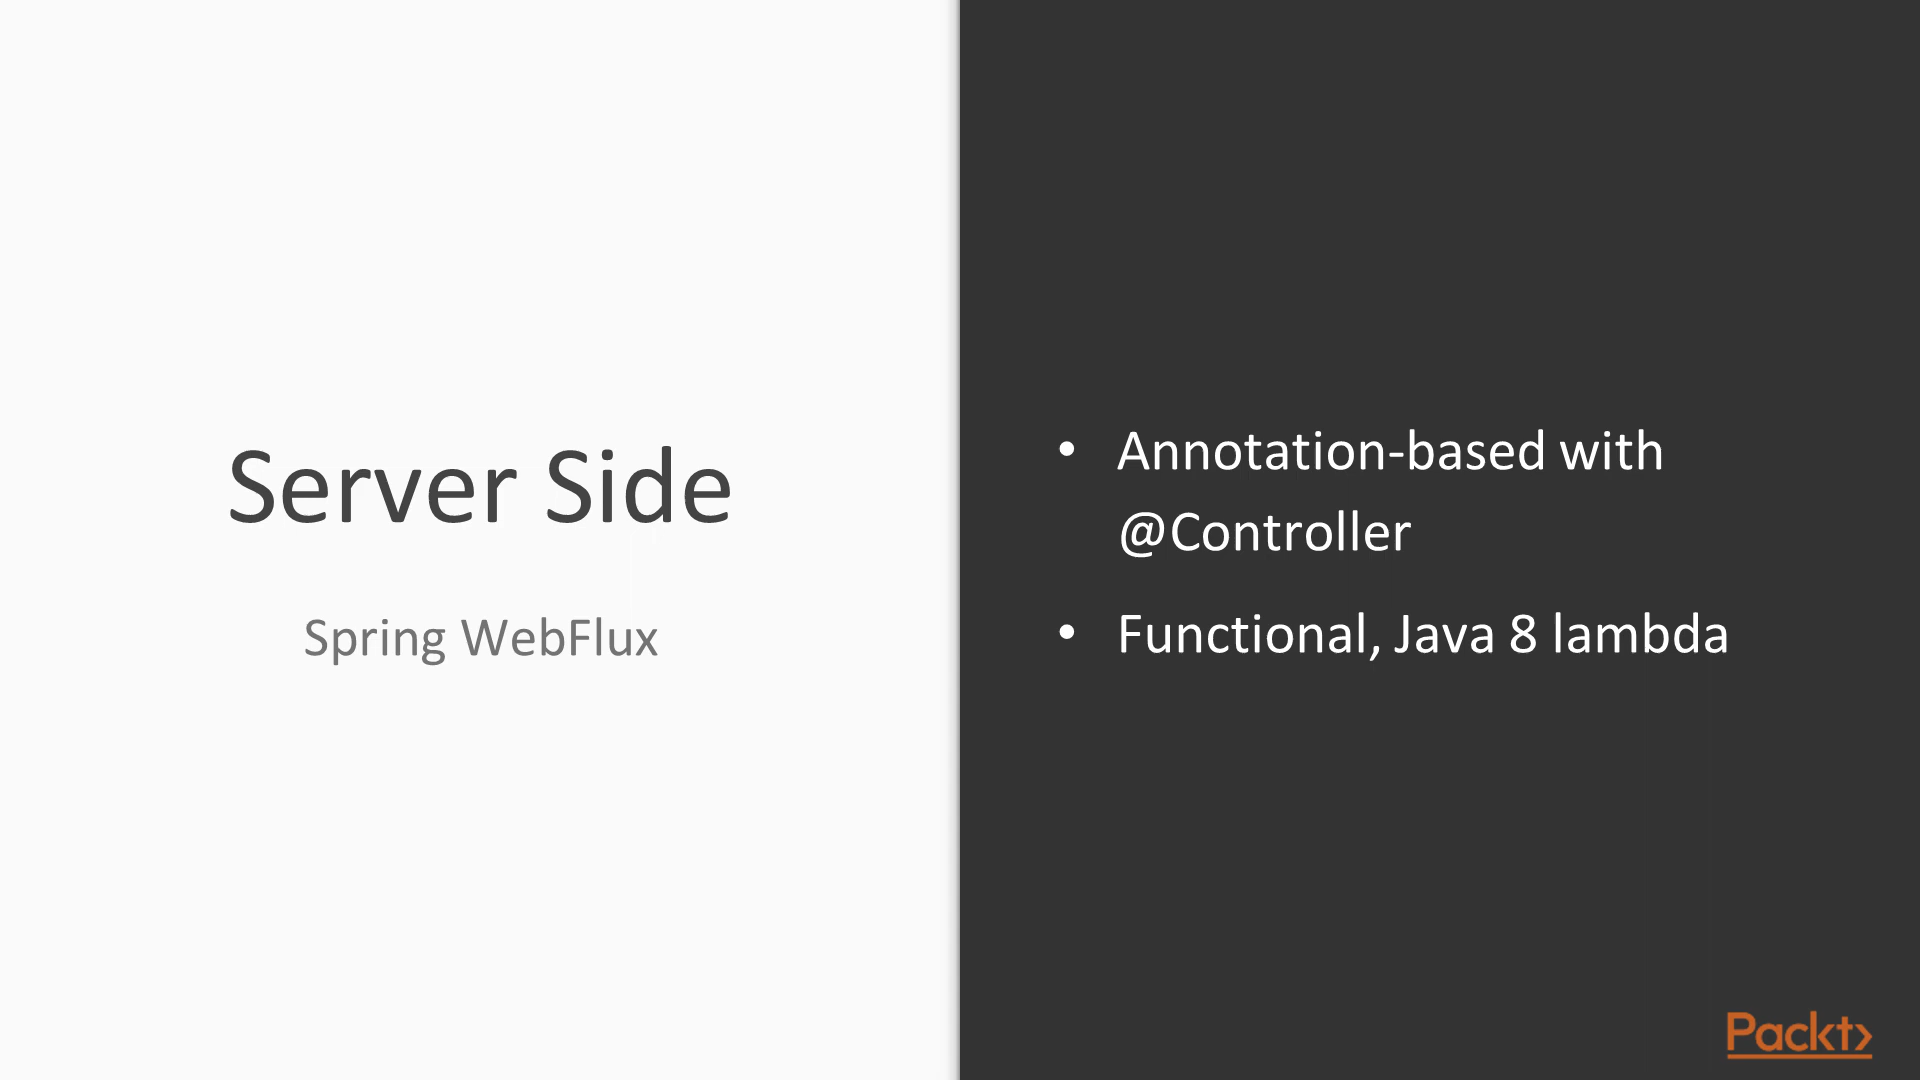 Server Side
Spring WebFlux
• Annotation-based with
@Controller
• Functional, Java 8 lambda
Packt>